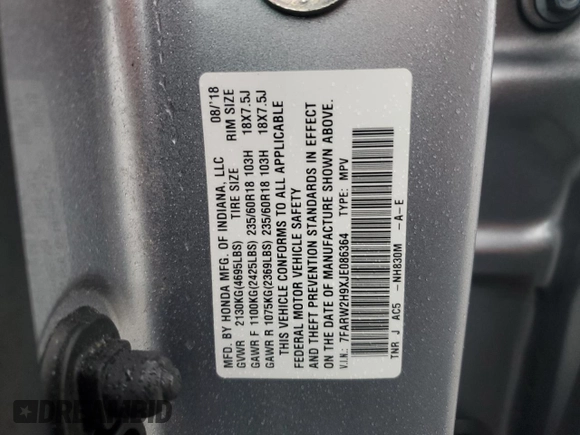 MFD. BY HONDA MFG. OF INDIANA, LLC 08/'18
GVWR 2130KG(4695LBS) TIRE SIZE RIM SIZE
GAWR F 1100KG(2425LBS) 235/60R18 103H 18X7.5J
GAWR R 1075KG(2369LBS) 235/60R18 103H 18X7.5J
THIS VEHICLE CONFORMS TO ALL APPLICABLE
FEDERAL MOTOR VEHICLE SAFETY
AND THEFT PREVENTION STANDARDS IN EFFECT
ON THE DATE OF MANUFACTURE SHOWN ABOVE.
V.I.N.: 7FARW2H9XJE086364 TYPE: MPV
TNR J AC5 -NH830M -A-E
DREAMBID